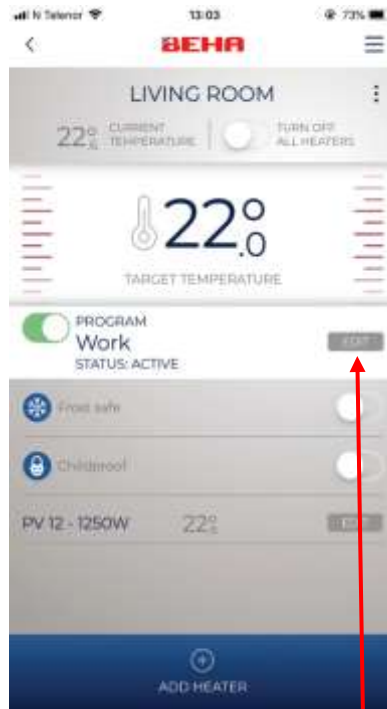 N Telenor 13:03 73%
BEHA
LIVING ROOM
22° CURRENT TEMPERATURE TURN OFF ALL HEATERS
22°.0
TARGET TEMPERATURE
PROGRAM
Work EDIT
STATUS: ACTIVE
Frost safe
Childproof
PV 12 - 1250W 22° EDIT
ADD HEATER